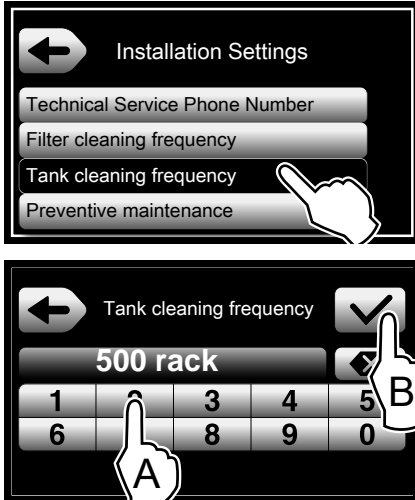 Installation Settings
Technical Service Phone Number
Filter cleaning frequency
Tank cleaning frequency
Preventive maintenance
Tank cleaning frequency
500 rack
1 3 4 5
B
6 8 9 0
A